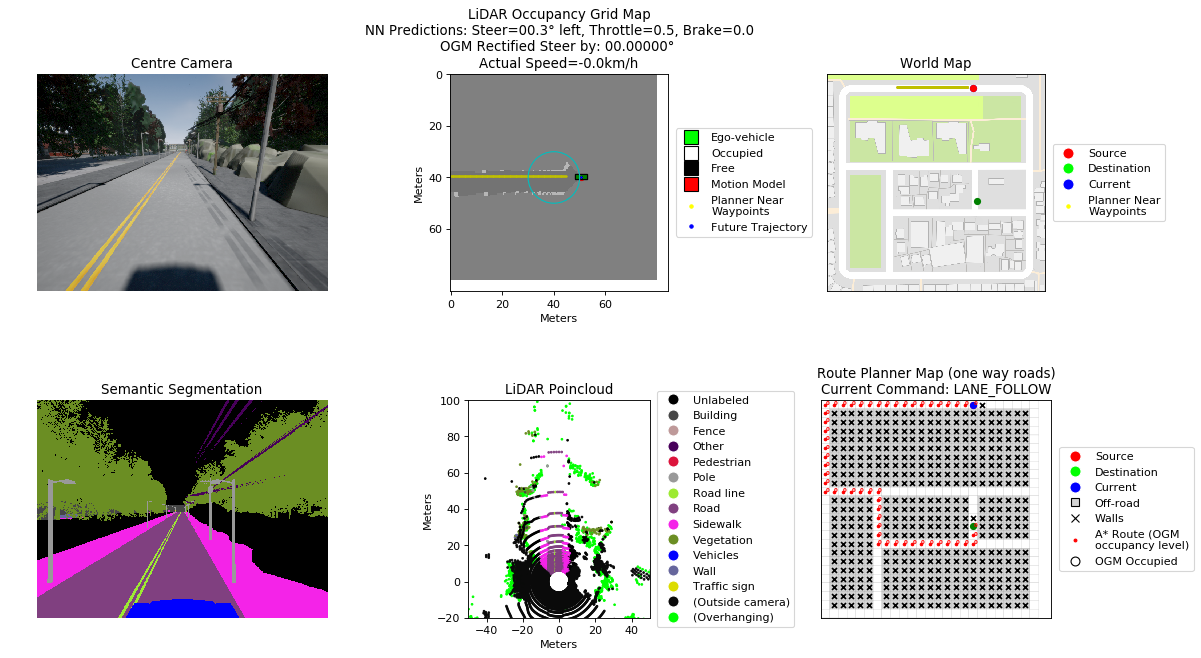 LiDAR Occupancy Grid Map
NN Predictions: Steer=00.3° left, Throttle=0.5, Brake=0.0
OGM Rectified Steer by: 00.00000°
Actual Speed=-0.0km/h
Centre Camera
World Map
0
20
40
60
Meters
0
20
40
60
Meters
Ego-vehicle
Occupied
Free
Motion Model
Planner Near
Waypoints
Future Trajectory
Source
Destination
Current
Planner Near
Waypoints
Semantic Segmentation
LiDAR Poincloud
Route Planner Map (one way roads)
Current Command: LANE_FOLLOW
100
80
60
40
20
0
−20
Meters
−40
−20
0
20
40
Meters
Unlabeled
Building
Fence
Other
Pedestrian
Pole
Road line
Road
Sidewalk
Vegetation
Vehicles
Wall
Traffic sign
(Outside camera)
(Overhanging)
Source
Destination
Current
Off-road
Walls
A* Route (OGM
occupancy level)
OGM Occupied